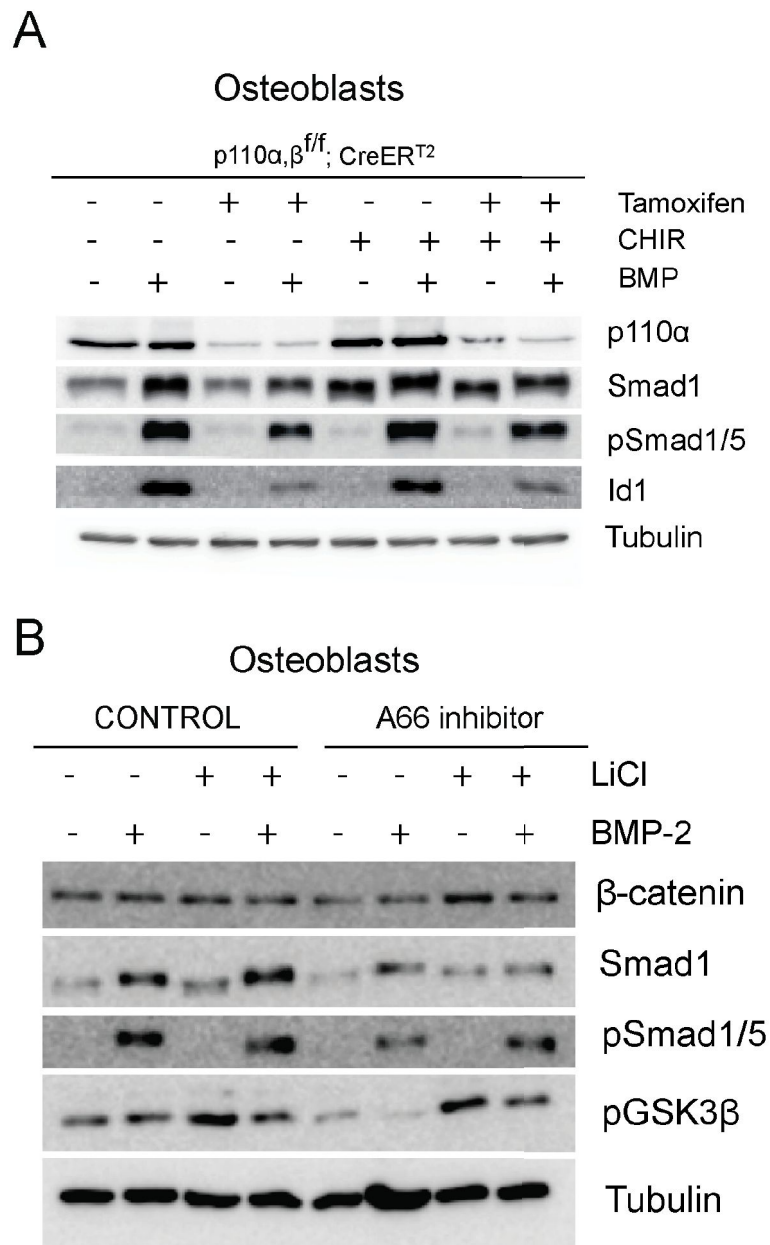 A
Osteoblasts
p110α,β^f/f; CreER^T2
- - + + - - + + Tamoxifen
- - - - + + + + CHIR
- + - + - + - + BMP
p110α
Smad1
pSmad1/5
Id1
Tubulin
B
Osteoblasts
CONTROL A66 inhibitor
- - + + - - + + LiCl
- + - + - + - + BMP-2
β-catenin
Smad1
pSmad1/5
pGSK3β
Tubulin